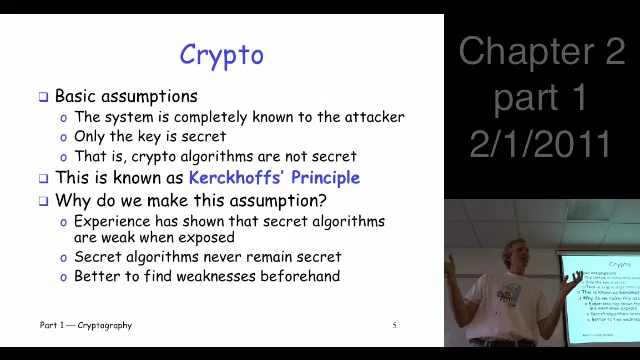 Crypto
❑ Basic assumptions
o The system is completely known to the attacker
o Only the key is secret
o That is, crypto algorithms are not secret
❑ This is known as Kerckhoffs' Principle
❑ Why do we make this assumption?
o Experience has shown that secret algorithms
are weak when exposed
o Secret algorithms never remain secret
o Better to find weaknesses beforehand
Part 1 — Cryptography
5
Chapter 2
part 1
2/1/2011
Crypto